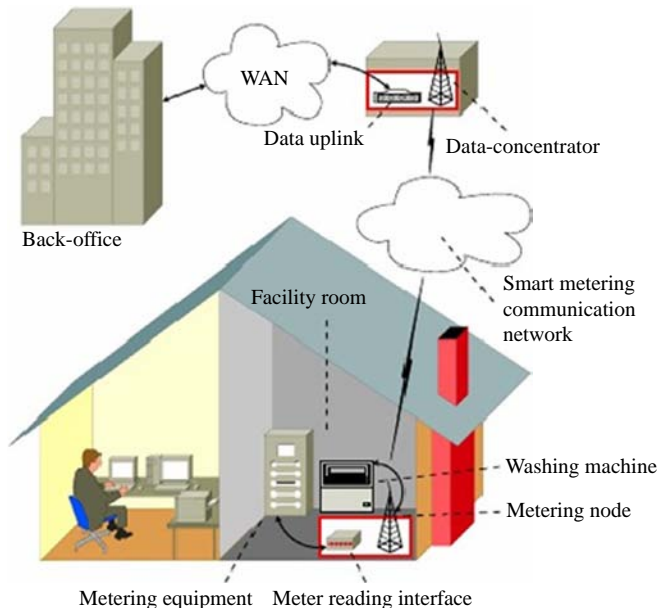 WAN
Data uplink
Data-concentrator
Back-office
Smart metering
communication
network
Facility room
Washing machine
Metering node
Metering equipment
Meter reading interface